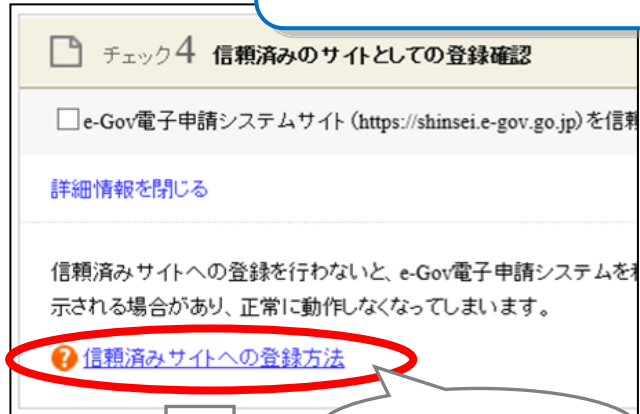 チェック4 信頼済みのサイトとしての登録確認
□e-Gov電子申請システムサイト(https://shinsei.e-gov.go.jp)を信頼
詳細情報を閉じる
信頼済みサイトへの登録を行わないと、e-Gov電子申請システムを
示される場合があり、正常に動作しなくなってしまいます。
? 信頼済みサイトへの登録方法